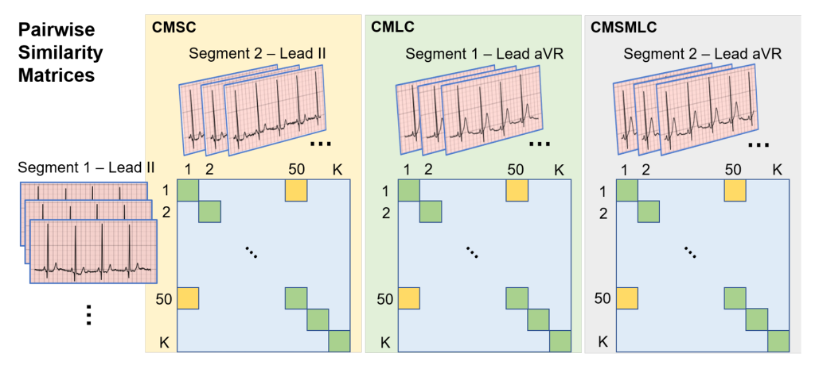 Pairwise
Similarity
Matrices
Segment 1 – Lead II
CMSC
Segment 2 – Lead II
...
1 2 50 K
1
2
50
K
CMLC
Segment 1 – Lead aVR
...
1 2 50 K
1
2
50
K
CMSMLC
Segment 2 – Lead aVR
...
1 2 50 K
1
2
50
K